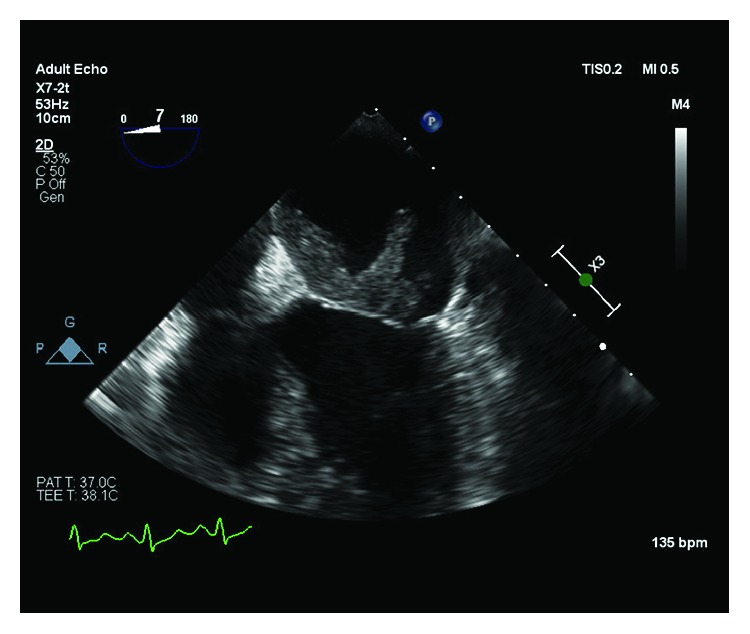 Adult Echo
TIS0.2 MI 0.5
X7-2t
53Hz
10cm
M4
0 7 180
P
2D
53%
C 50
P Off
Gen
X3
G
P R
PAT T: 37.0C
TEE T: 38.1C
135 bpm